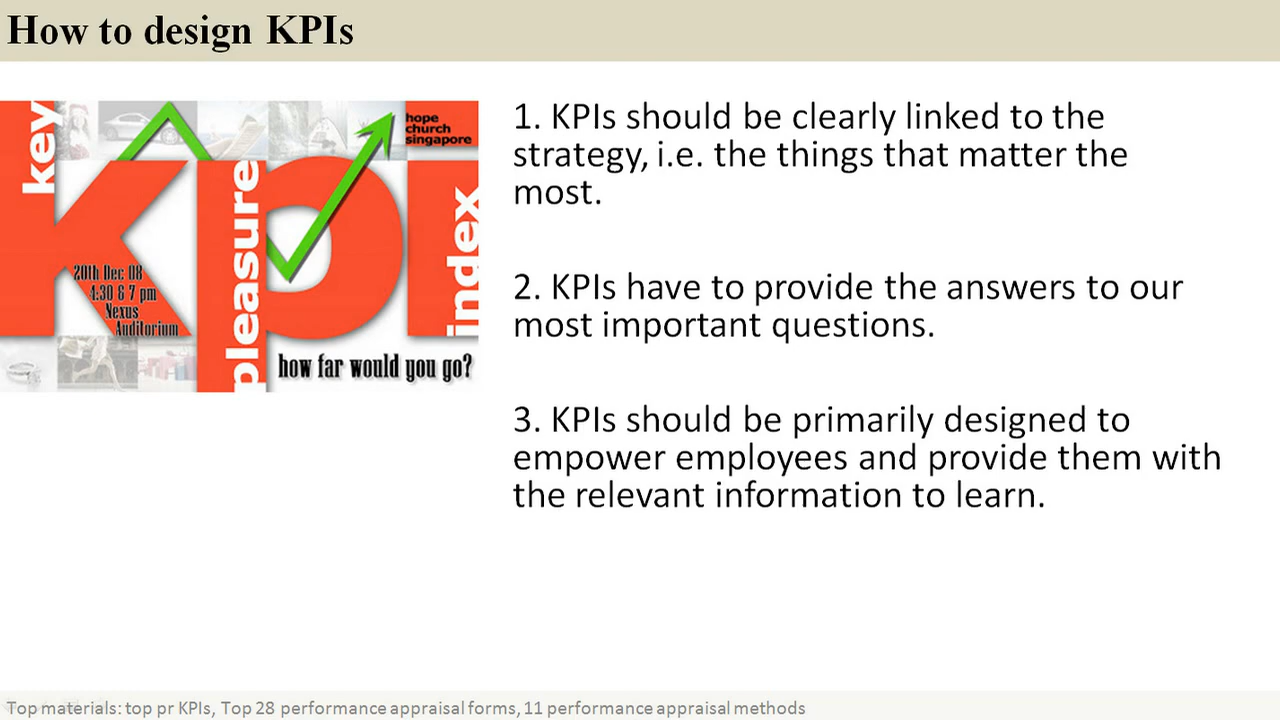 How to design KPIs
key
kpi
pleasure
index
hope
church
singapore
20th Dec 08
4:30 & 7 pm
Nexus
Auditorium
how far would you go?
1. KPIs should be clearly linked to the
strategy, i.e. the things that matter the
most.
2. KPIs have to provide the answers to our
most important questions.
3. KPIs should be primarily designed to
empower employees and provide them with
the relevant information to learn.
Top materials: top pr KPIs, Top 28 performance appraisal forms, 11 performance appraisal methods